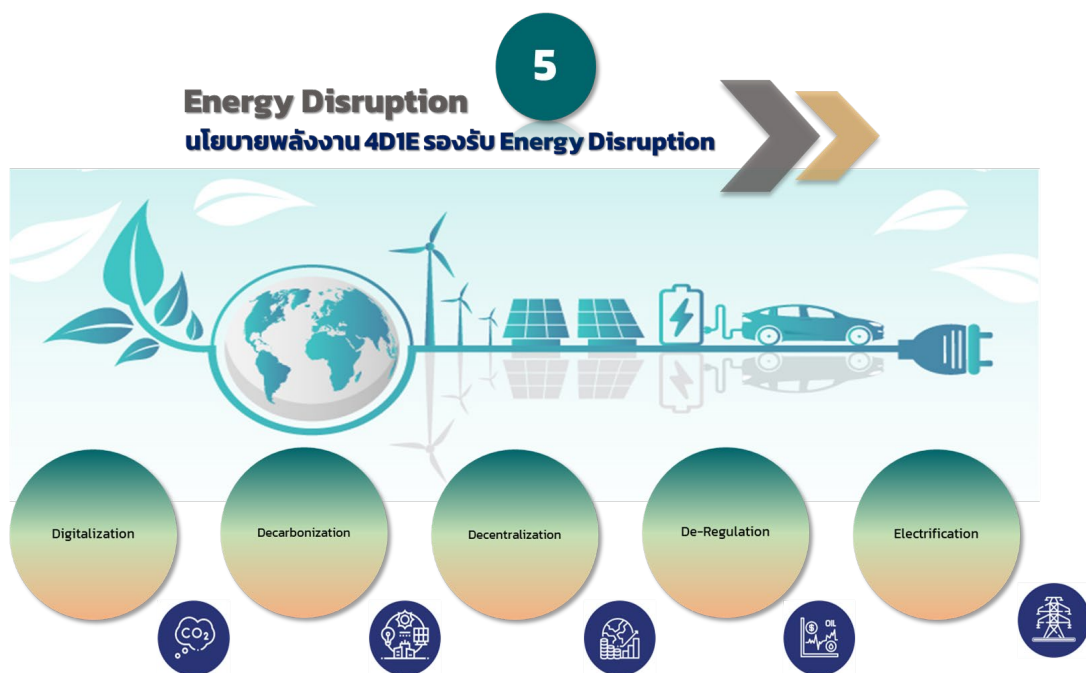 5
Energy Disruption
นโยบายพลังงาน 4D1E รองรับ Energy Disruption
Digitalization
Decarbonization
Decentralization
De-Regulation
Electrification
CO2
$
OIL